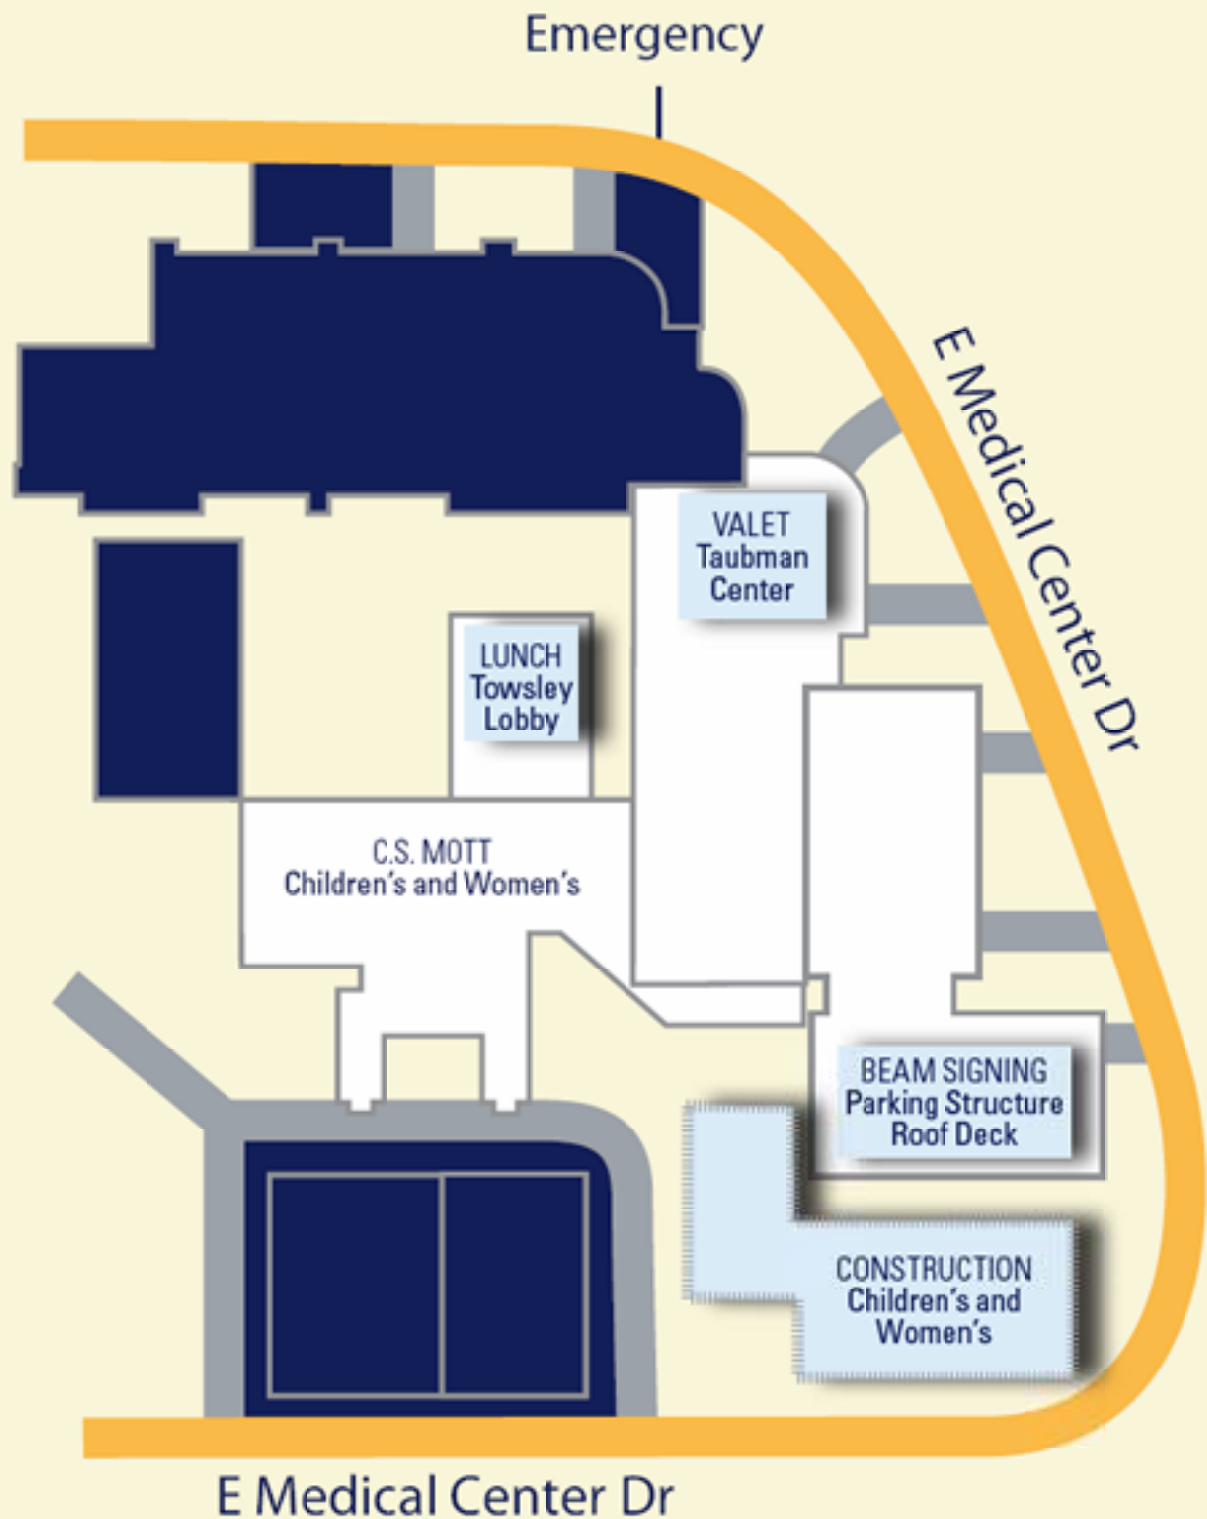 Emergency
E Medical Center Dr
VALET
Taubman
Center
LUNCH
Towsley
Lobby
C.S. MOTT
Children's and Women's
BEAM SIGNING
Parking Structure
Roof Deck
CONSTRUCTION
Children's and
Women's
E Medical Center Dr